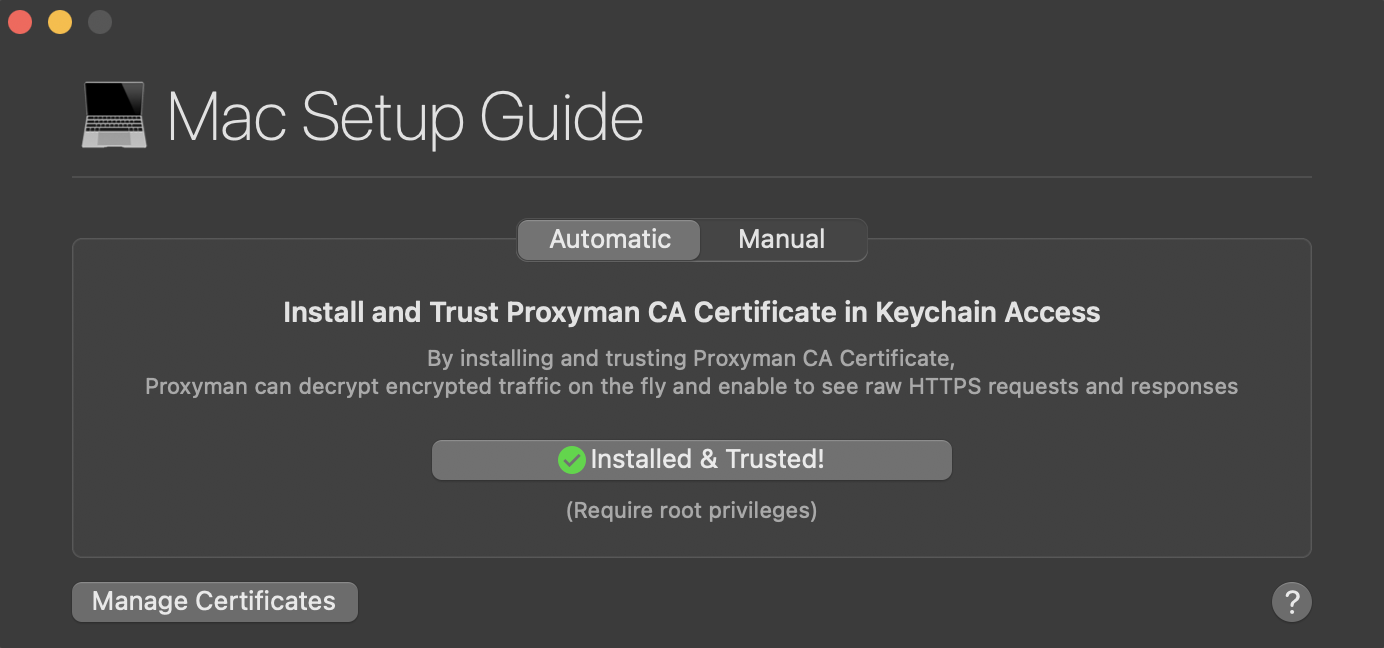 Mac Setup Guide
Automatic
Manual
Install and Trust Proxyman CA Certificate in Keychain Access
By installing and trusting Proxyman CA Certificate,
Proxyman can decrypt encrypted traffic on the fly and enable to see raw HTTPS requests and responses
Installed & Trusted!
(Require root privileges)
Manage Certificates
?